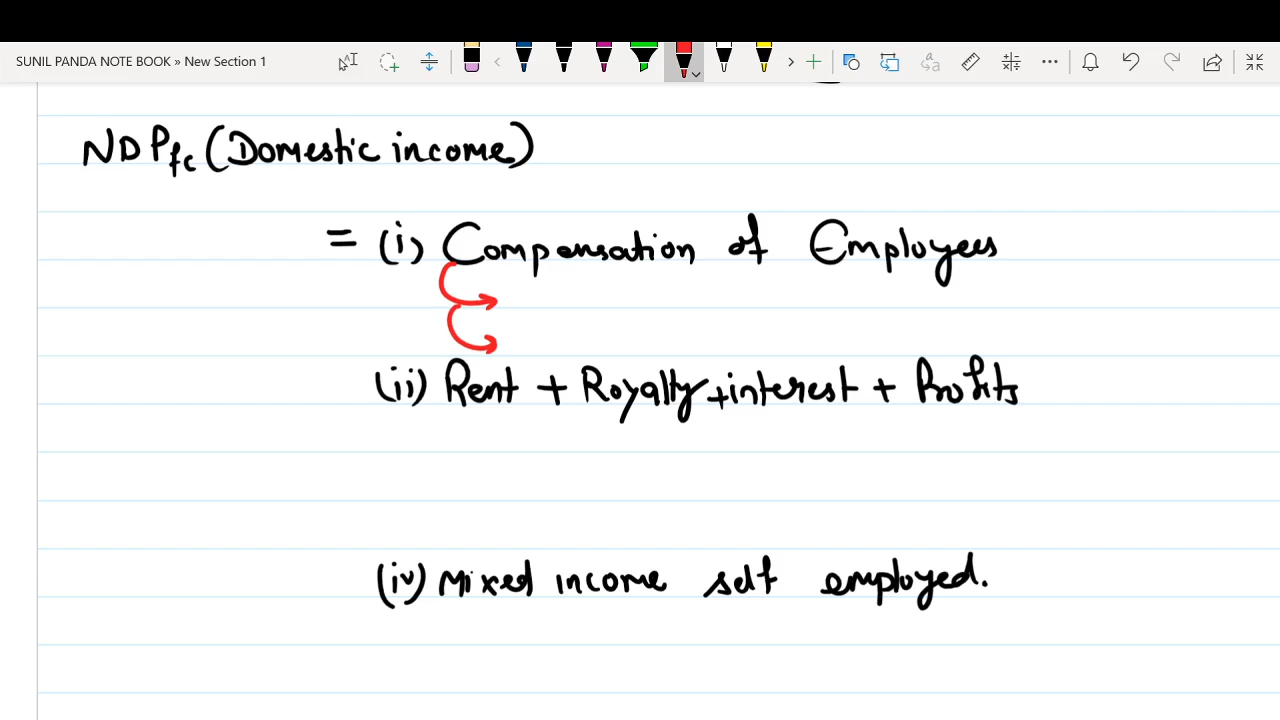 SUNIL PANDA NOTE BOOK » New Section 1
NDPfc (Domestic income)
= (i) Compensation of Employees
(ii) Rent + Royalty + interest + Profits
(iv) Mixed income self employed.